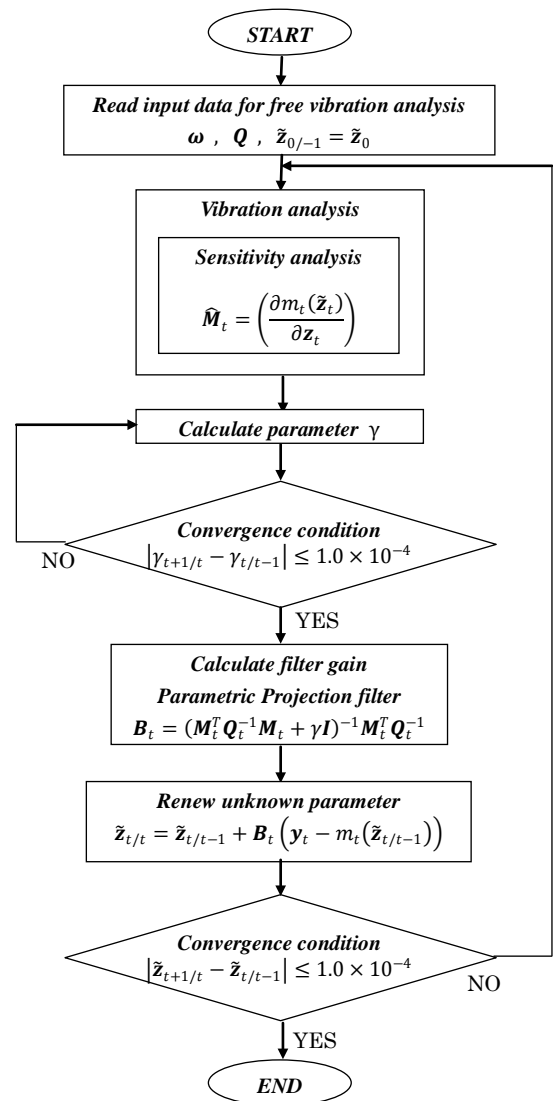 START
Read input data for free vibration analysis
ω , Q , z̃₀/₋₁ = z̃₀
Vibration analysis
Sensitivity analysis
M̂ₜ = (∂mₜ(z̃ₜ)/∂zₜ)
Calculate parameter γ
Convergence condition
|γₜ₊₁/ₜ − γₜ/ₜ₋₁| ≤ 1.0 × 10⁻⁴
NO
YES
Calculate filter gain
Parametric Projection filter
Bₜ = (MₜᵀQₜ⁻¹Mₜ + γI)⁻¹MₜᵀQₜ⁻¹
Renew unknown parameter
z̃ₜ/ₜ = z̃ₜ/ₜ₋₁ + Bₜ(yₜ − mₜ(z̃ₜ/ₜ₋₁))
Convergence condition
|z̃ₜ₊₁/ₜ − z̃ₜ/ₜ₋₁| ≤ 1.0 × 10⁻⁴
NO
YES
END